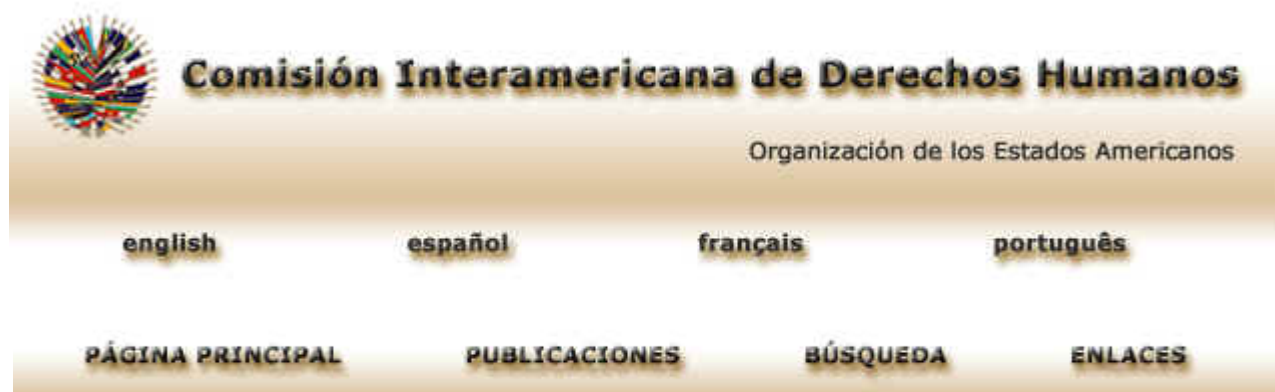 Comisión Interamericana de Derechos Humanos
Organización de los Estados Americanos
english español français português
PÁGINA PRINCIPAL PUBLICACIONES BÚSQUEDA ENLACES